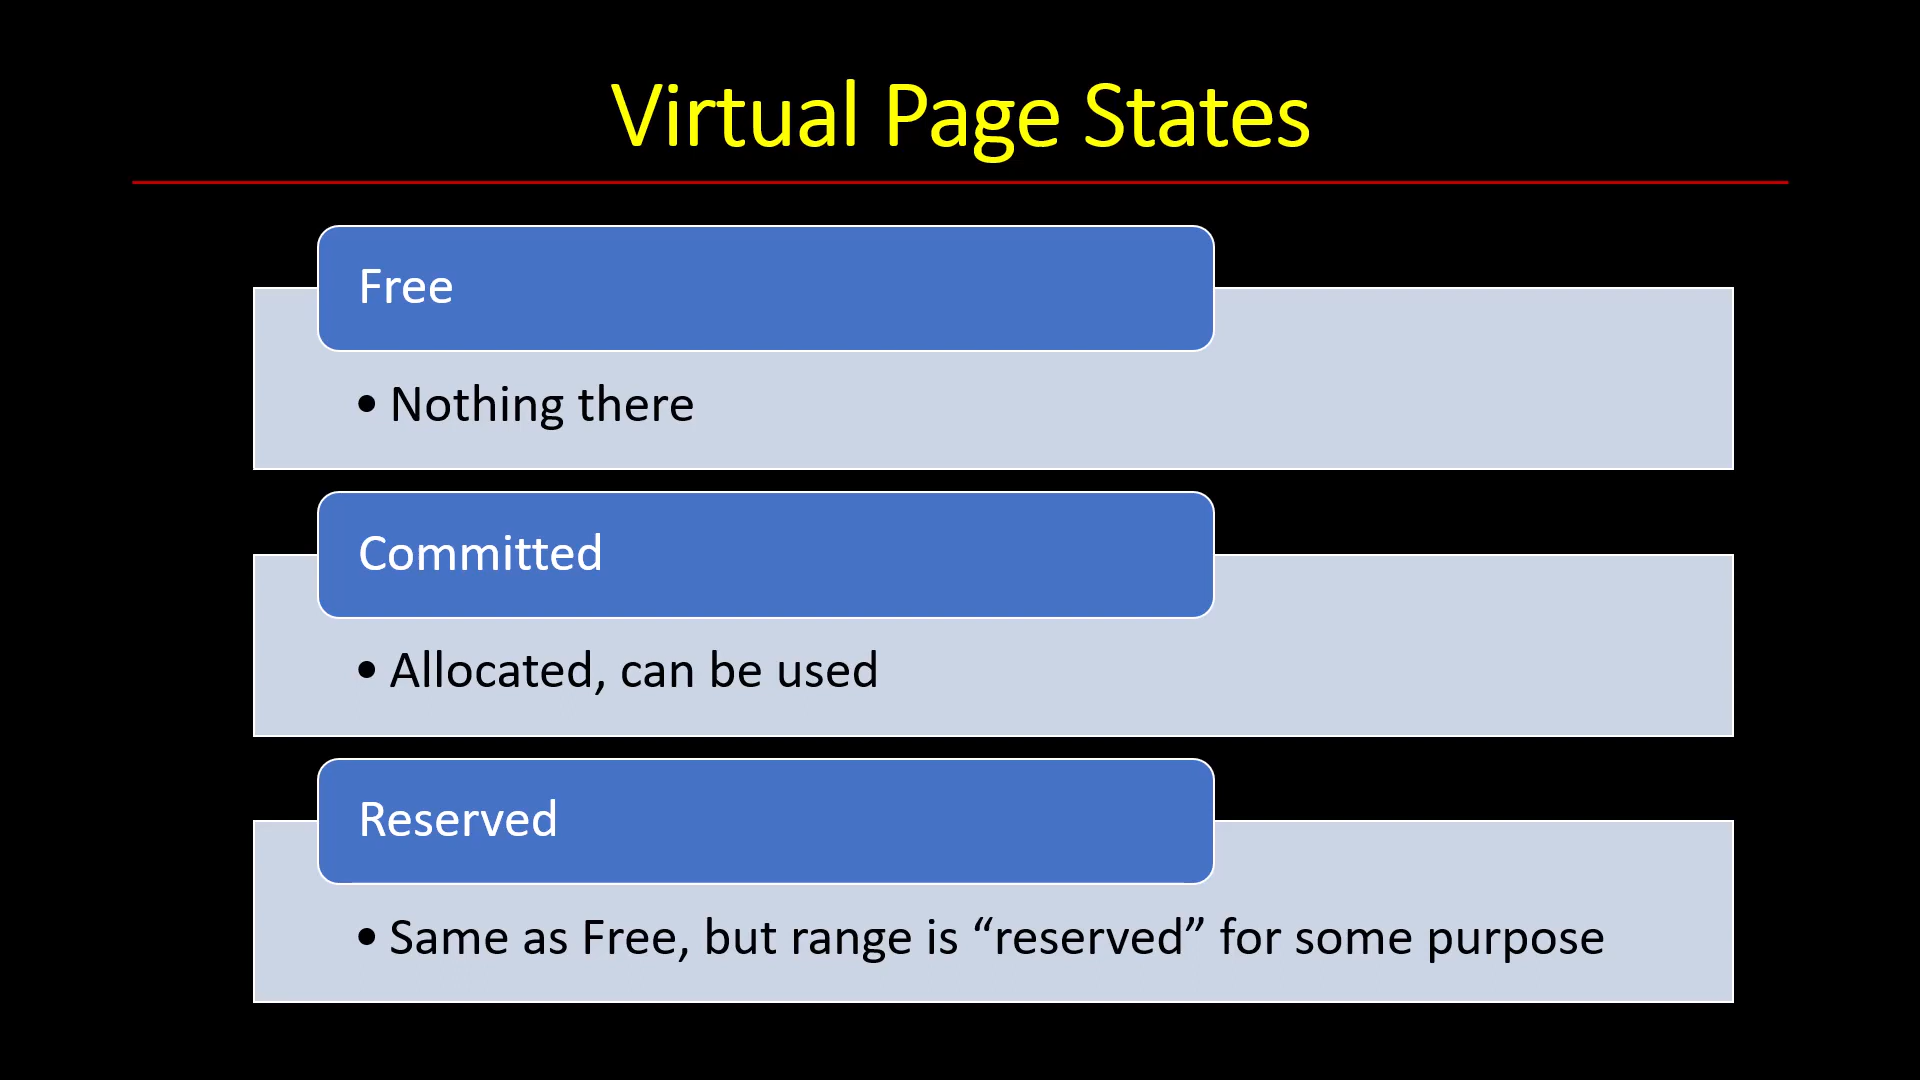 Virtual Page States
Free
• Nothing there
Committed
• Allocated, can be used
Reserved
• Same as Free, but range is “reserved” for some purpose